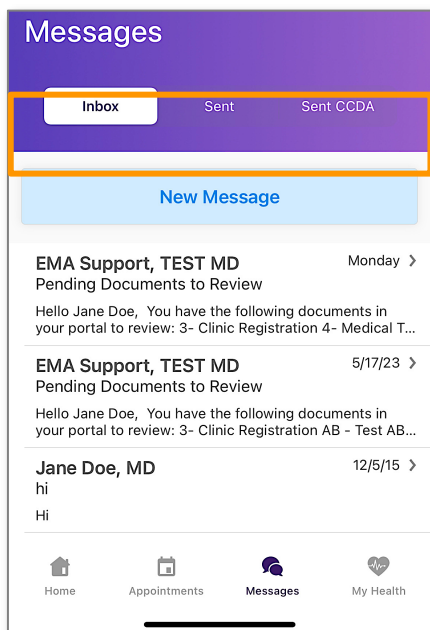 Messages
Inbox Sent Sent CCDA
New Message
EMA Support, TEST MD Monday
Pending Documents to Review
Hello Jane Doe, You have the following documents in
your portal to review: 3- Clinic Registration 4- Medical T...
EMA Support, TEST MD 5/17/23
Pending Documents to Review
Hello Jane Doe, You have the following documents in
your portal to review: 3- Clinic Registration AB - Test AB...
Jane Doe, MD 12/5/15
hi
Hi
Home Appointments Messages My Health